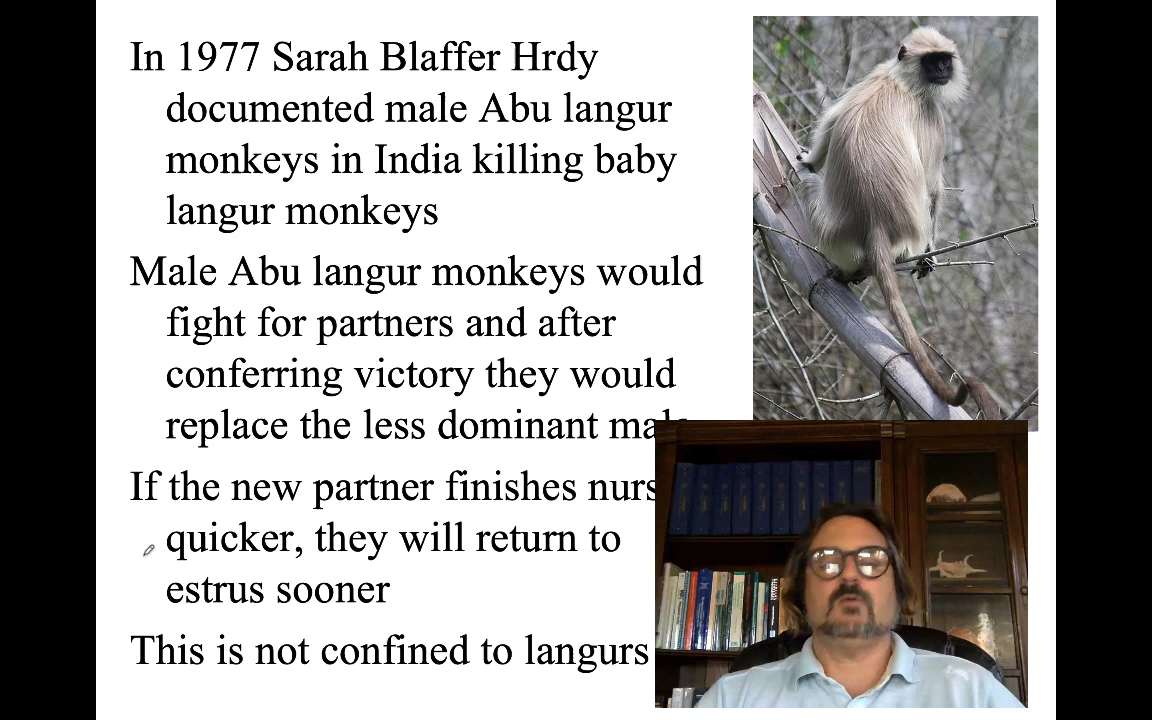 In 1977 Sarah Blaffer Hrdy
documented male Abu langur
monkeys in India killing baby
langur monkeys
Male Abu langur monkeys would
fight for partners and after
conferring victory they would
replace the less dominant
If the new partner finishes
quicker, they will return to
estrus sooner
This is not confined to langurs